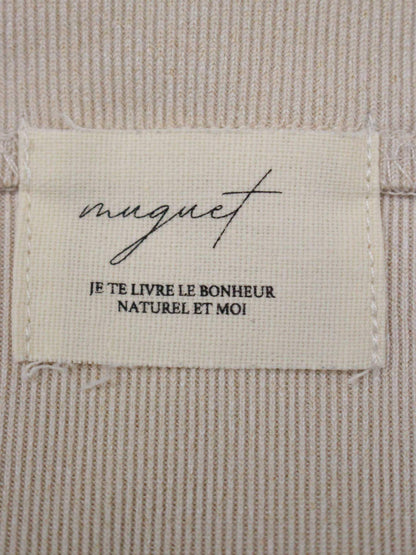 muguet
JE TE LIVRE LE BONHEUR
NATUREL ET MOI